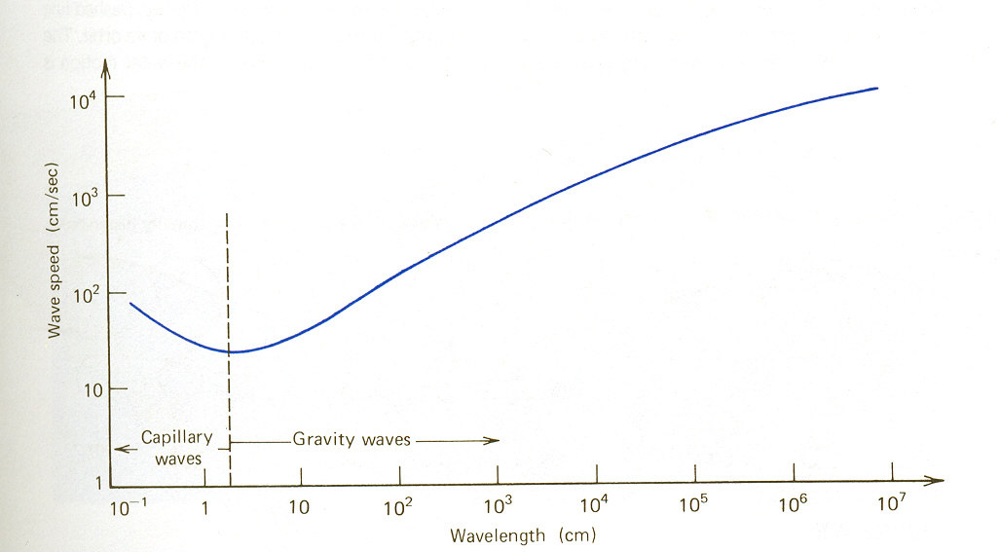 10⁴
10³
10²
10
1
Wave speed (cm/sec)
Capillary
waves
Gravity waves
10⁻¹ 1 10 10² 10³ 10⁴ 10⁵ 10⁶ 10⁷
Wavelength (cm)